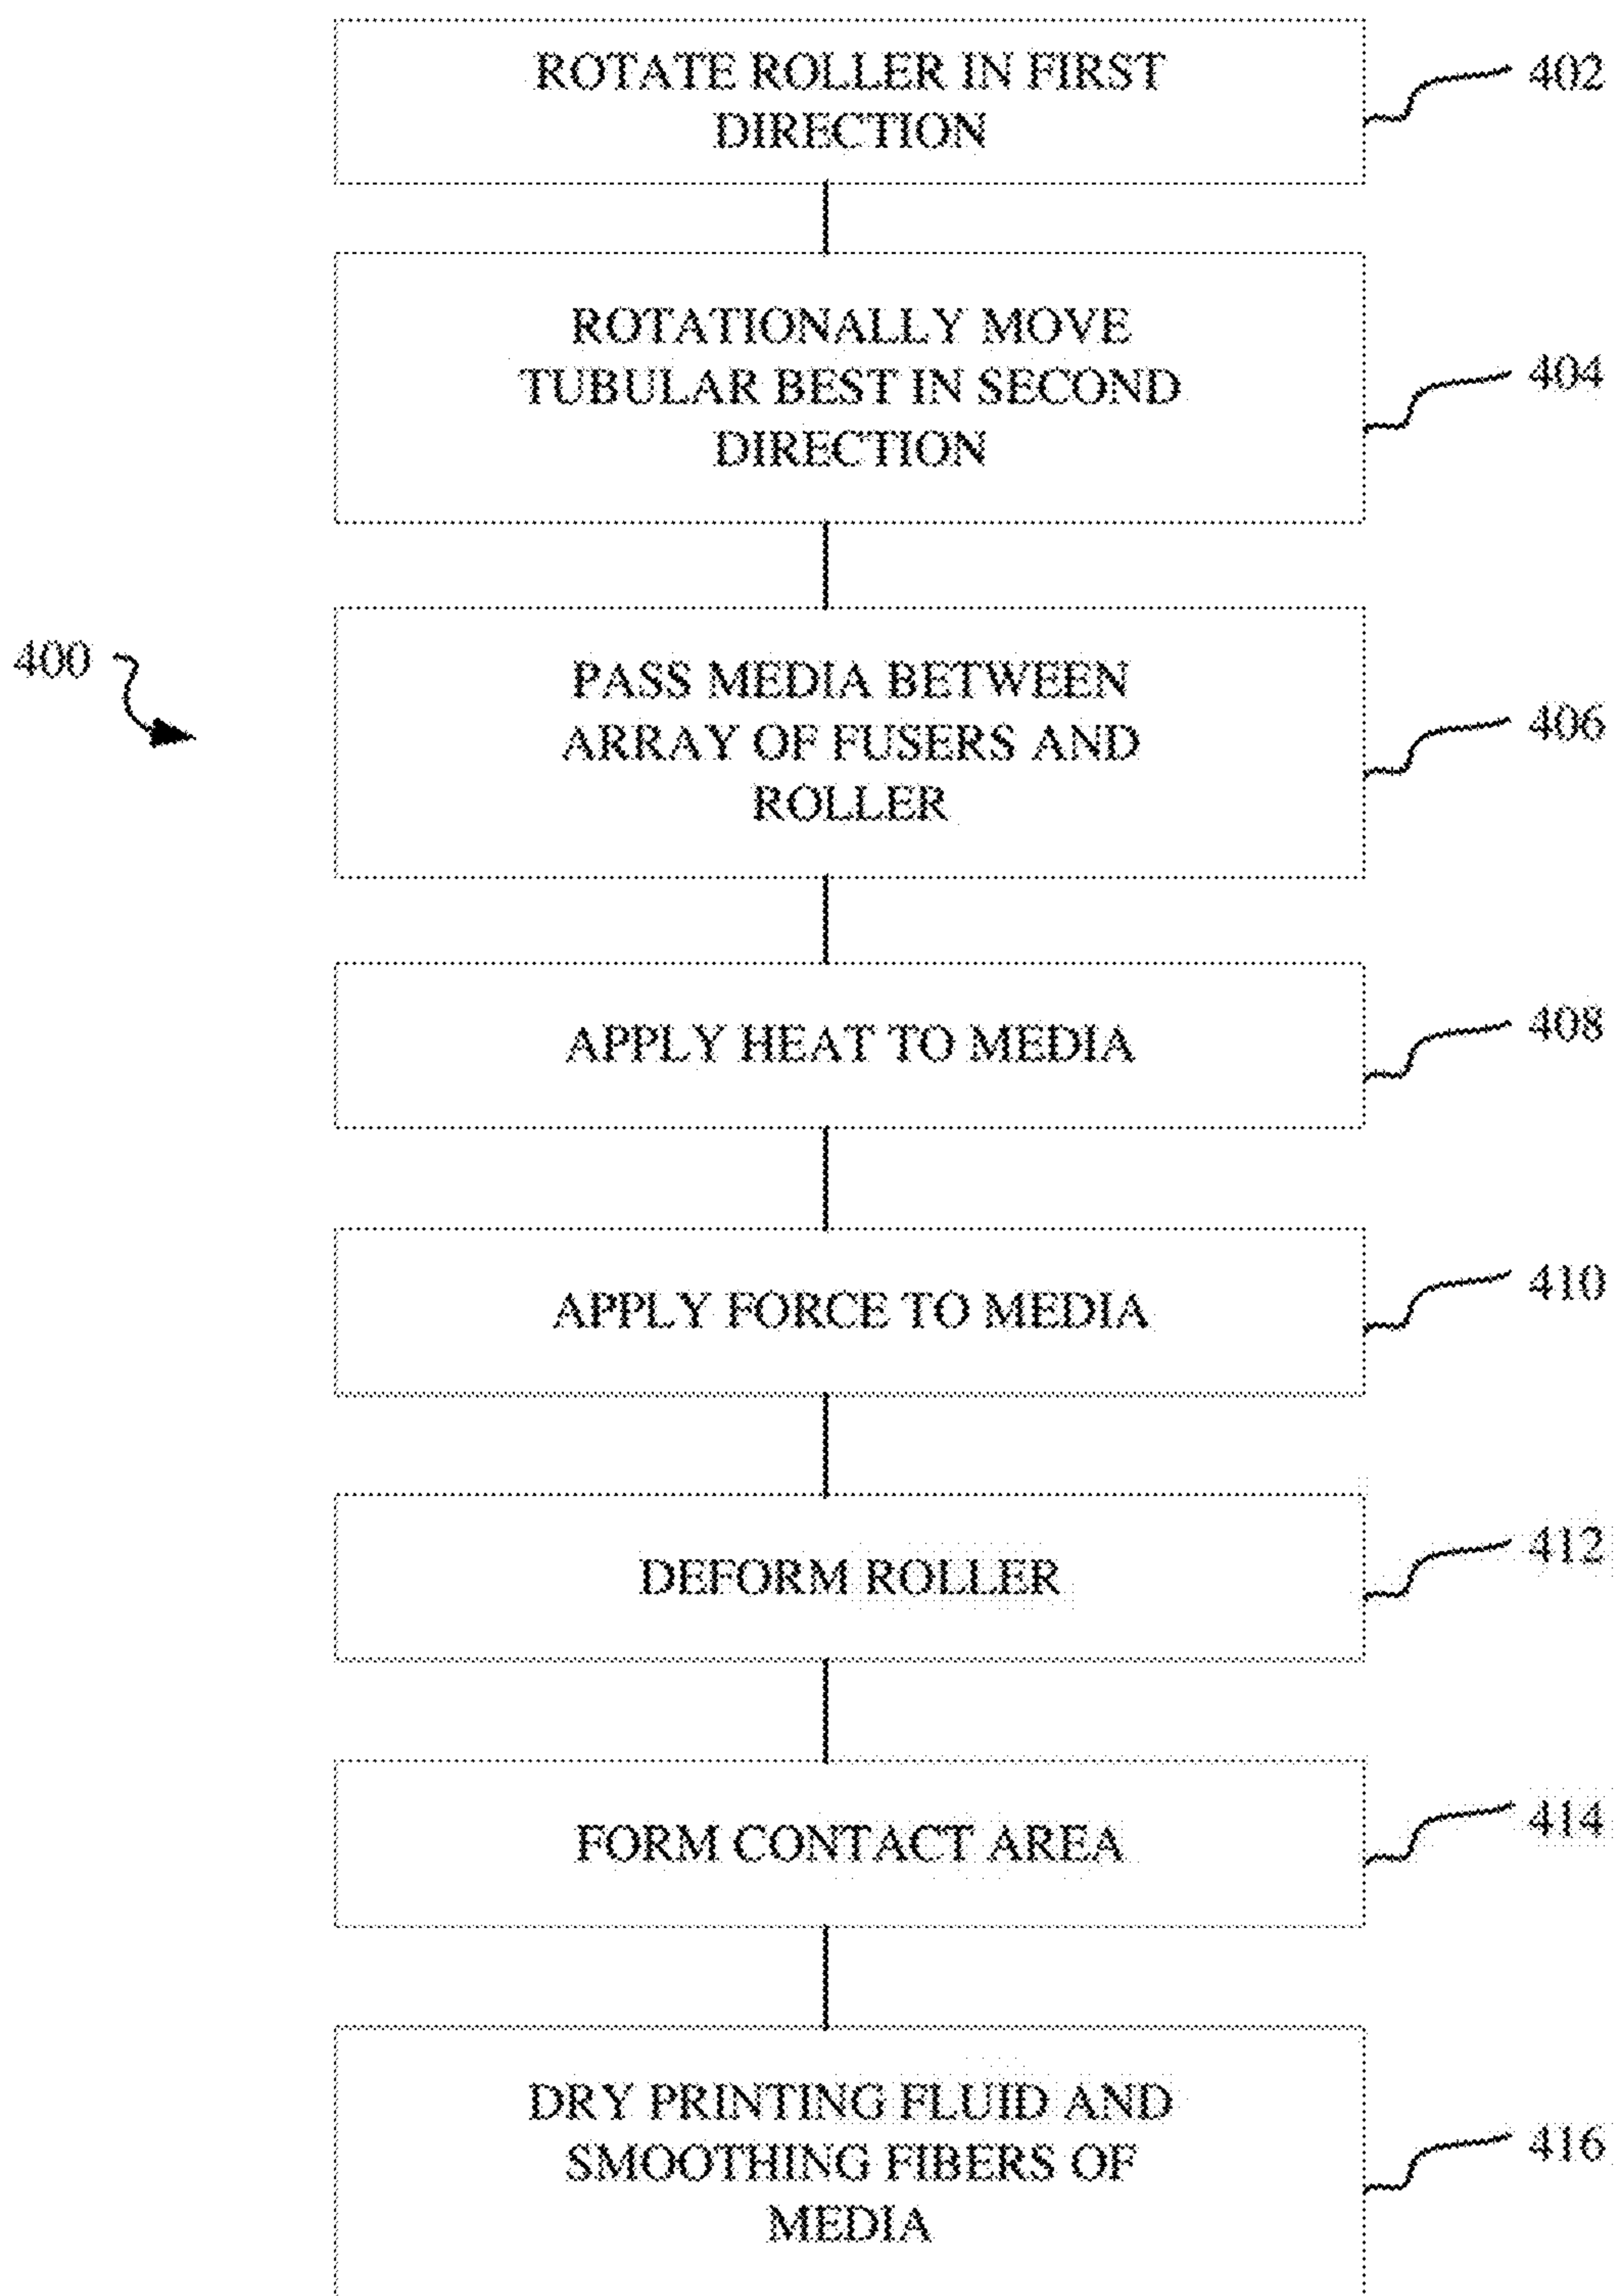 ROTATE ROLLER IN FIRST
DIRECTION
402
ROTATIONALLY MOVE
TUBULAR BEST IN SECOND
DIRECTION
404
400
PASS MEDIA BETWEEN
ARRAY OF FUSERS AND
ROLLER
406
APPLY HEAT TO MEDIA
408
APPLY FORCE TO MEDIA
410
DEFORM ROLLER
412
FORM CONTACT AREA
414
DRY PRINTING FLUID AND
SMOOTHING FIBERS OF
MEDIA
416